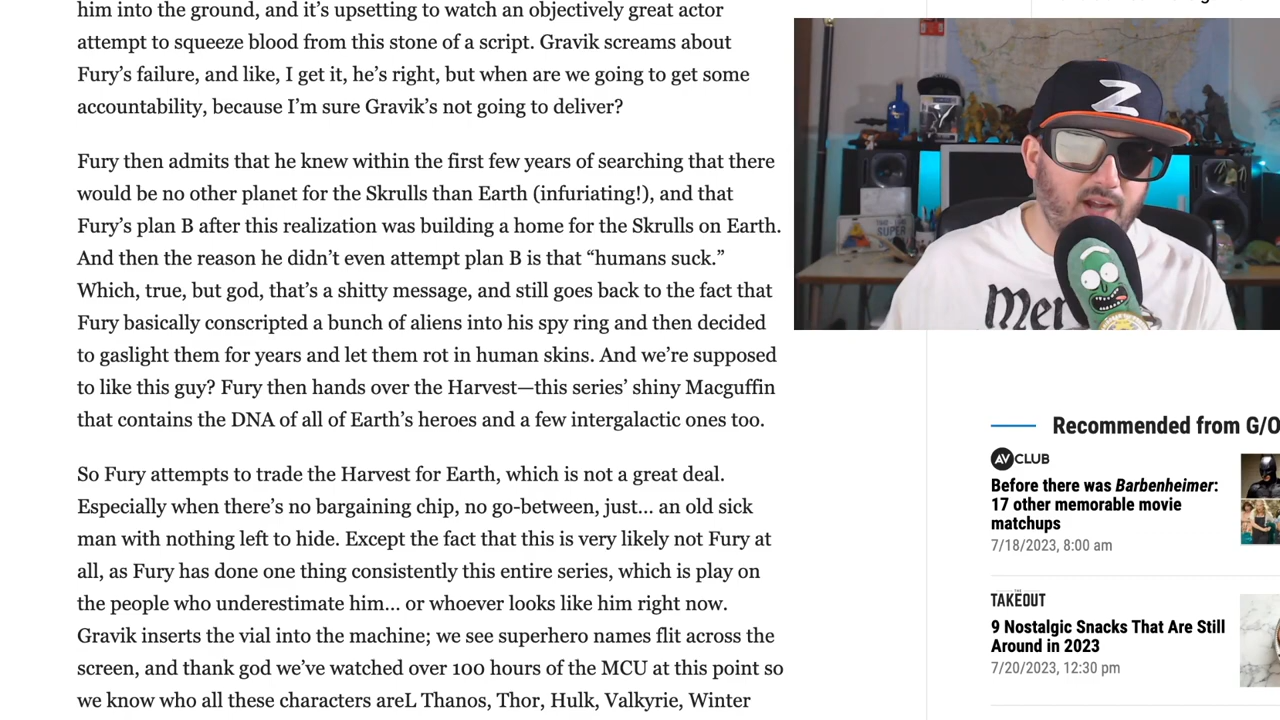 him into the ground, and it's upsetting to watch an objectively great actor
attempt to squeeze blood from this stone of a script. Gravik screams about
Fury's failure, and like, I get it, he's right, but when are we going to get some
accountability, because I'm sure Gravik's not going to deliver?
Fury then admits that he knew within the first few years of searching that there
would be no other planet for the Skrulls than Earth (infuriating!), and that
Fury's plan B after this realization was building a home for the Skrulls on Earth.
And then the reason he didn't even attempt plan B is that “humans suck.”
Which, true, but god, that's a shitty message, and still goes back to the fact that
Fury basically conscripted a bunch of aliens into his spy ring and then decided
to gaslight them for years and let them rot in human skins. And we're supposed
to like this guy? Fury then hands over the Harvest—this series' shiny Macguffin
that contains the DNA of all of Earth's heroes and a few intergalactic ones too.
So Fury attempts to trade the Harvest for Earth, which is not a great deal.
Especially when there's no bargaining chip, no go-between, just... an old sick
man with nothing left to hide. Except the fact that this is very likely not Fury at
all, as Fury has done one thing consistently this entire series, which is play on
the people who underestimate him... or whoever looks like him right now.
Gravik inserts the vial into the machine; we see superhero names flit across the
screen, and thank god we've watched over 100 hours of the MCU at this point so
we know who all these characters areL Thanos, Thor, Hulk, Valkyrie, Winter
Z
SUPER
Mer
Recommended from G/O
AV CLUB
Before there was Barbenheimer:
17 other memorable movie
matchups
7/18/2023, 8:00 am
THE
TAKEOUT
9 Nostalgic Snacks That Are Still
Around in 2023
7/20/2023, 12:30 pm